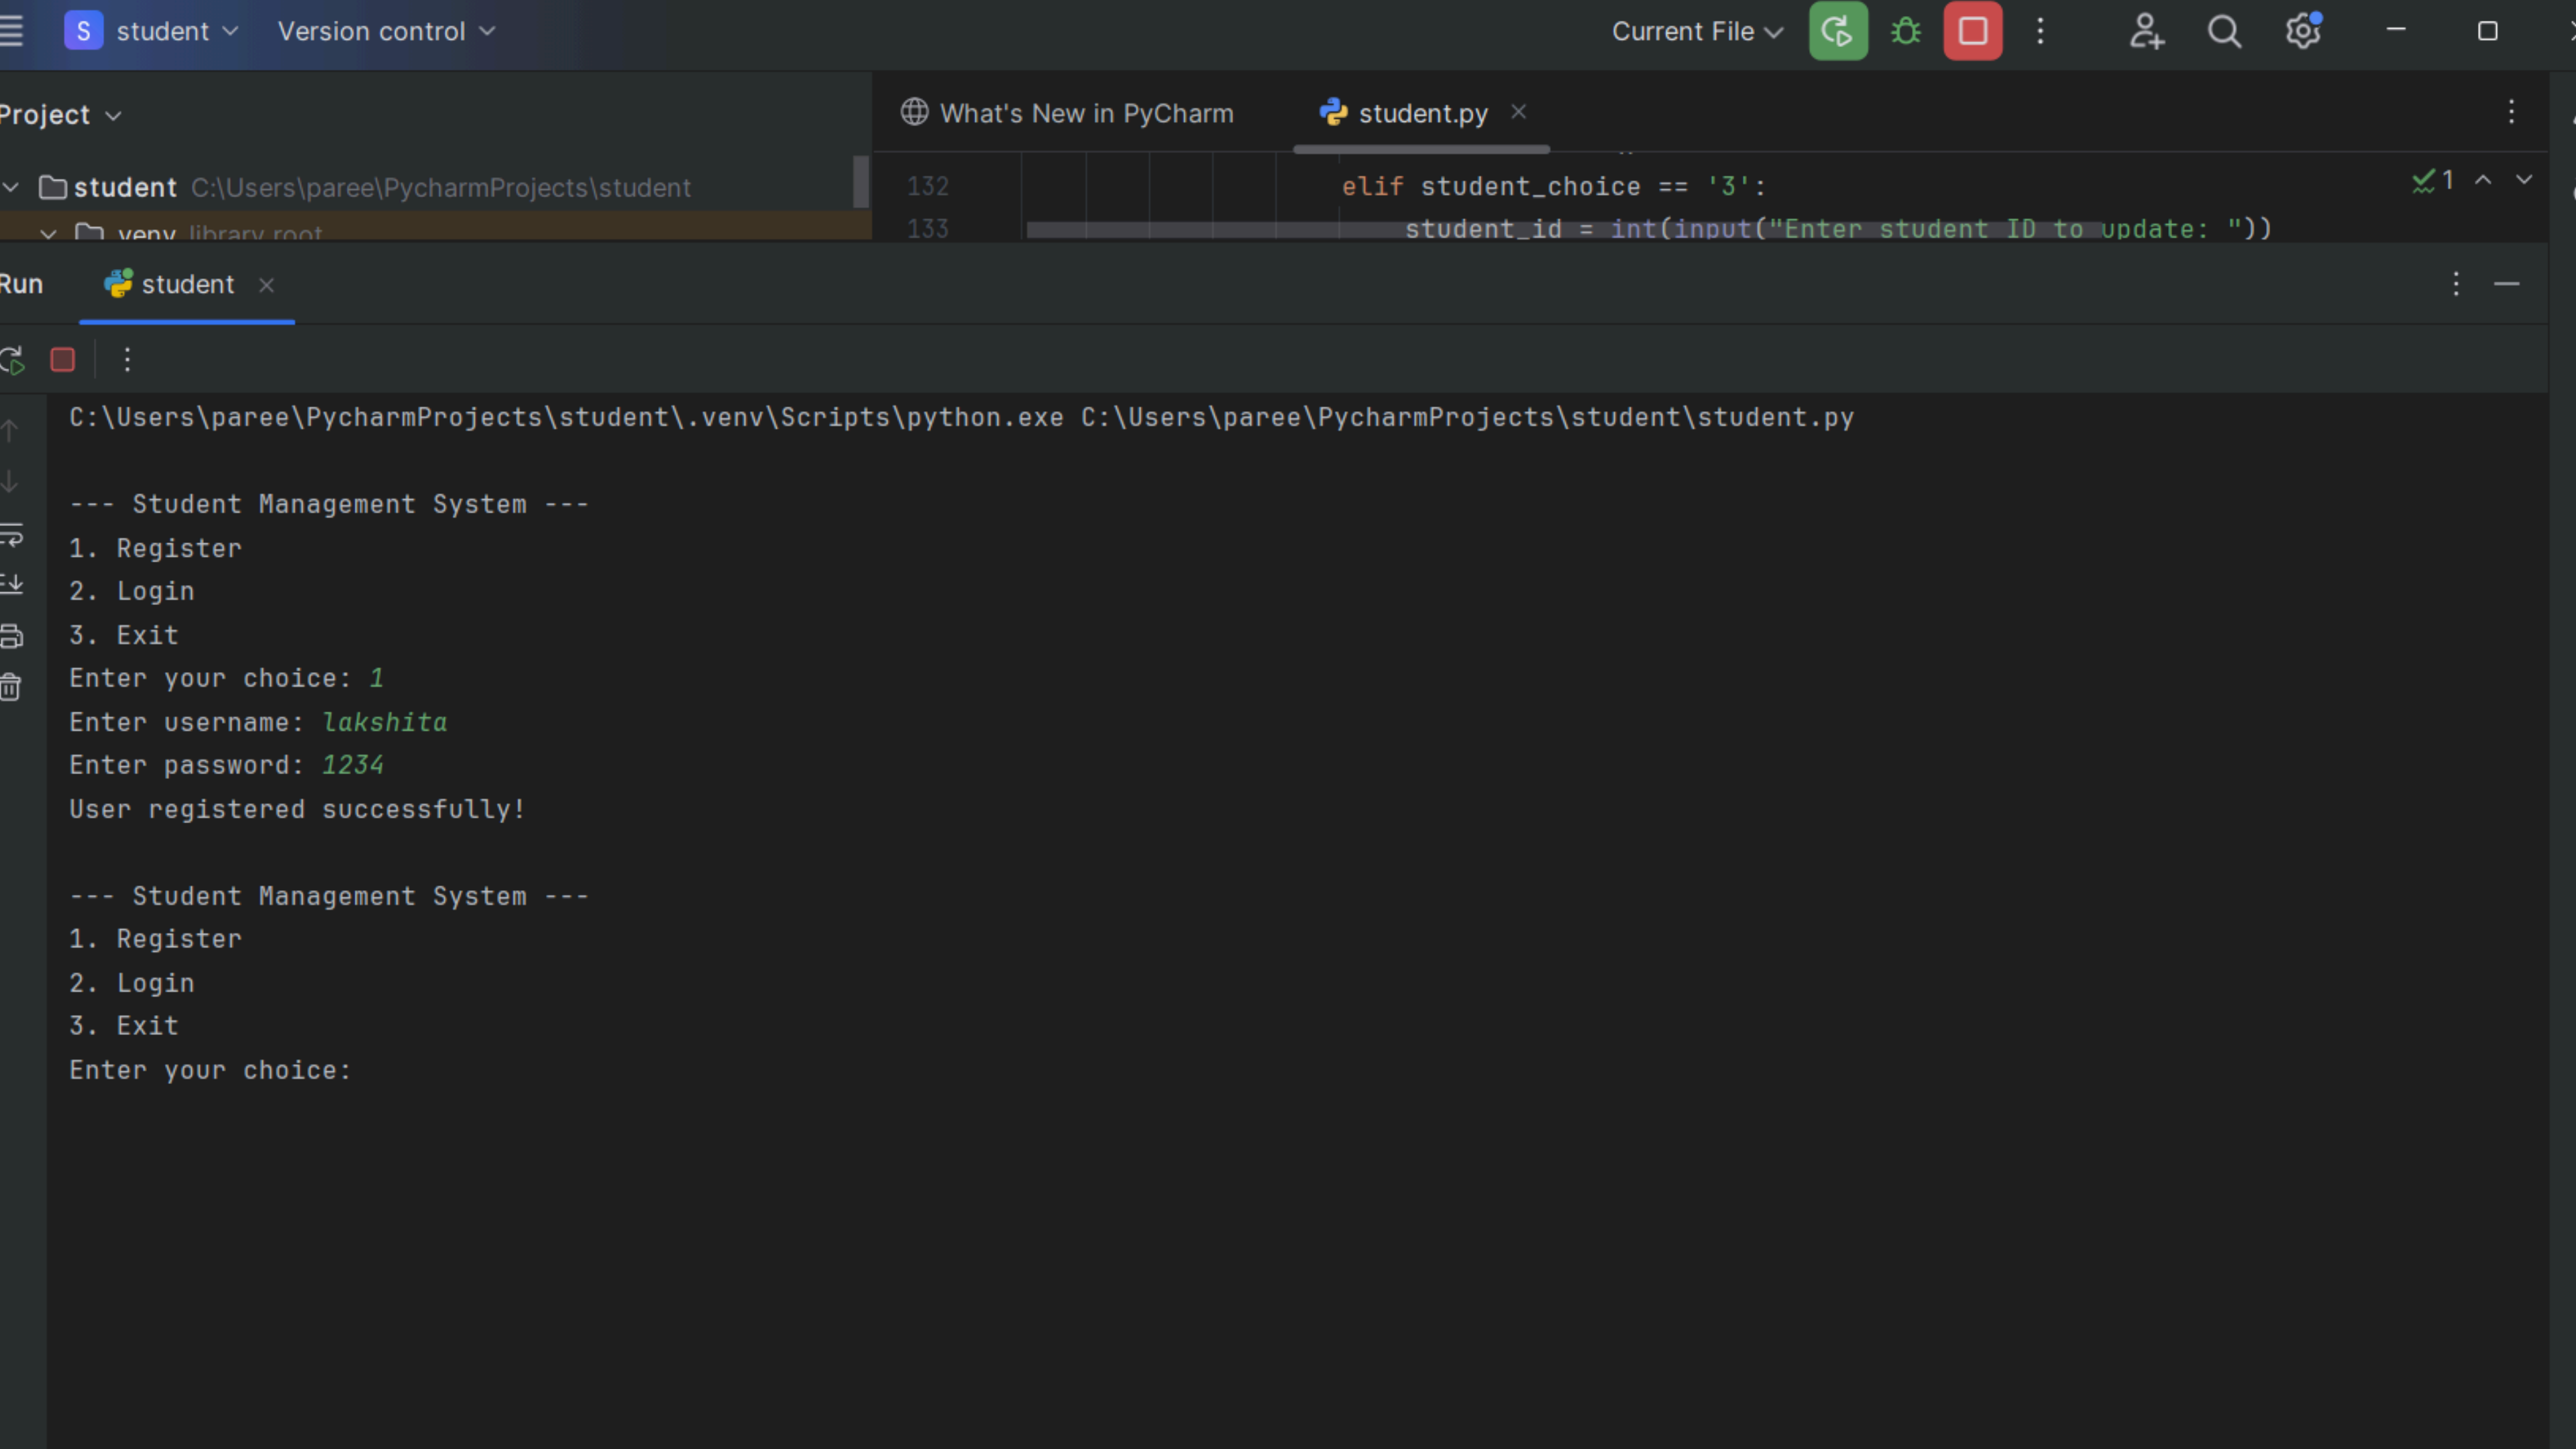 S student Version control Current File
Project
What's New in PyCharm student.py
student C:\Users\paree\PycharmProjects\student
132 elif student_choice == '3': 1
venv library root
133 student_id = int(input("Enter student ID to update: "))
Run student
C:\Users\paree\PycharmProjects\student\.venv\Scripts\python.exe C:\Users\paree\PycharmProjects\student\student.py
--- Student Management System ---
1. Register
2. Login
3. Exit
Enter your choice: 1
Enter username: lakshita
Enter password: 1234
User registered successfully!
--- Student Management System ---
1. Register
2. Login
3. Exit
Enter your choice: